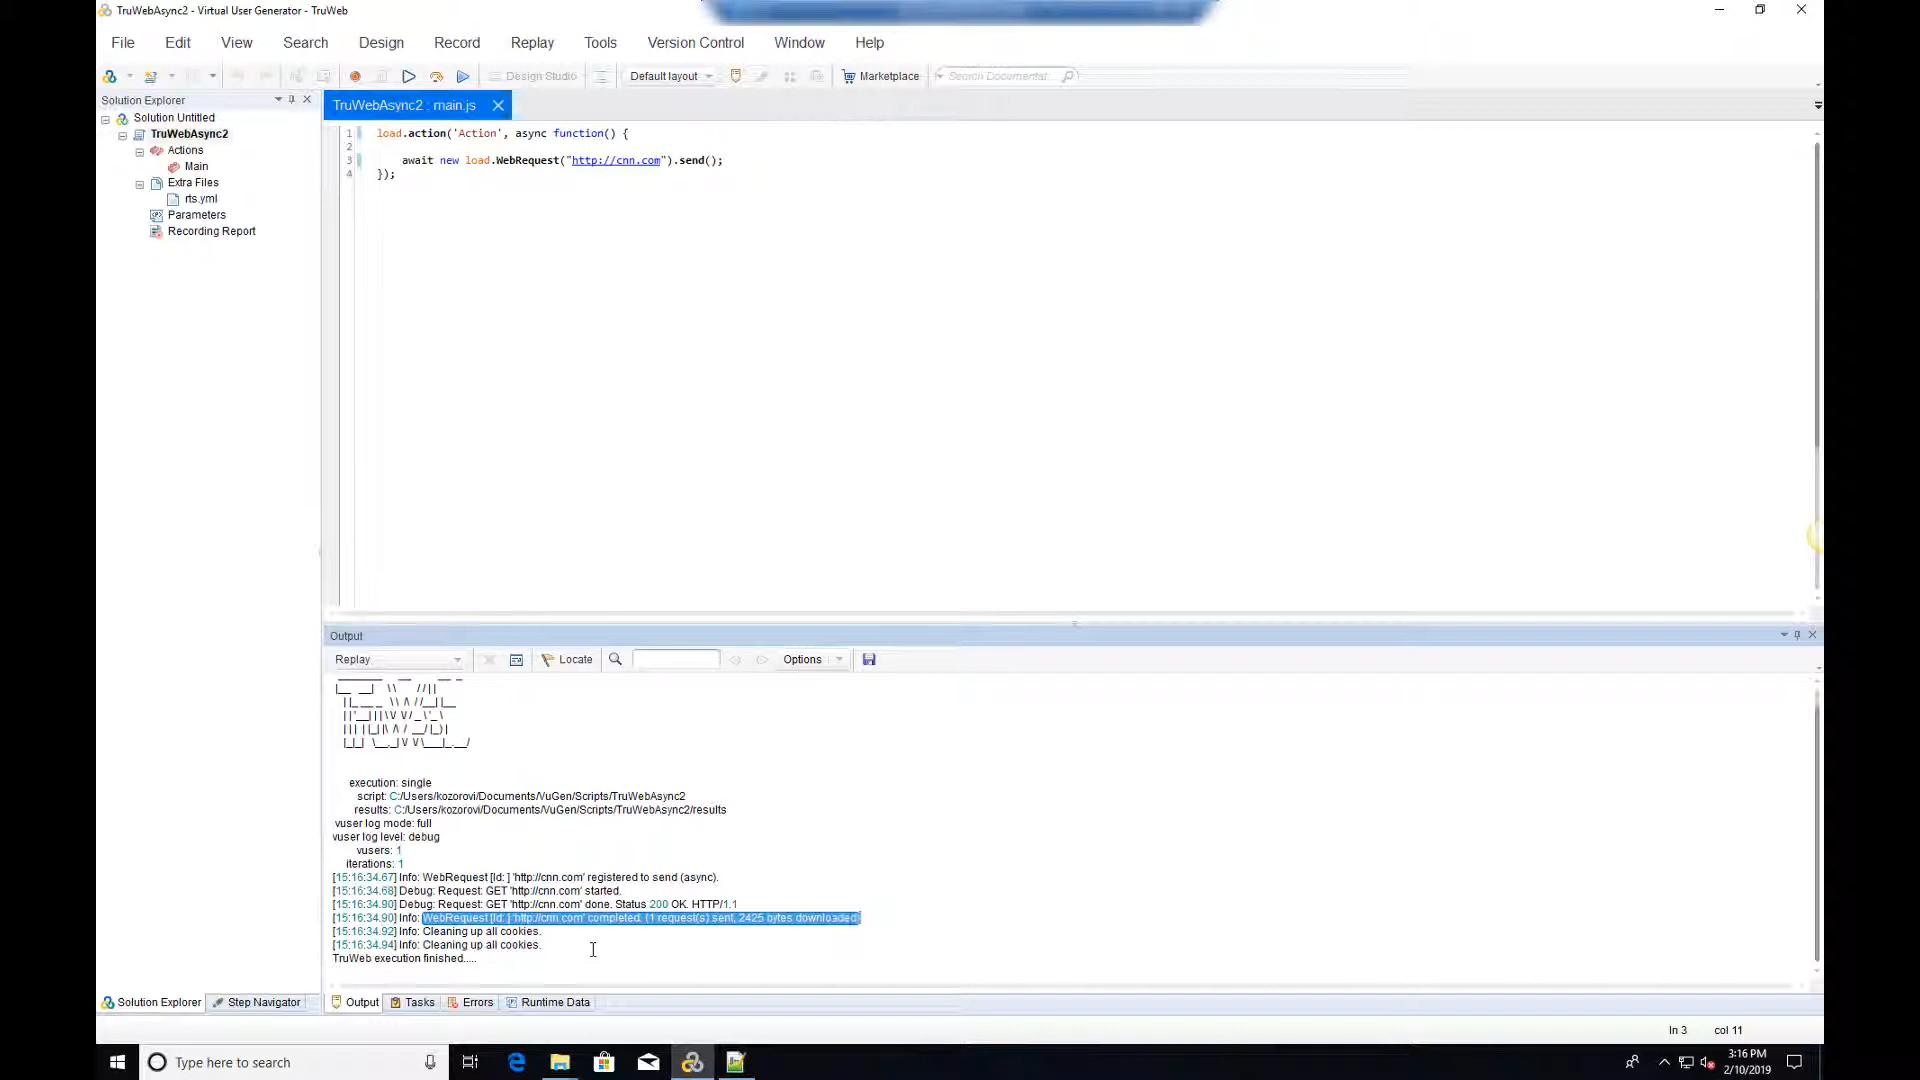 TruWebAsync2 - Virtual User Generator - TruWeb
File Edit View Search Design Record Replay Tools Version Control Window Help
Design Studio Default layout Marketplace Search Documentat
Solution Explorer
Solution Untitled
TruWebAsync2
Actions
Main
Extra Files
rts.yml
Parameters
Recording Report
TruWebAsync2 : main.js
1 load.action('Action', async function() {
2
3 await new load.WebRequest("http://cnn.com").send();
4 });
Output
Replay Locate Options
execution: single
script: C:/Users/kozorovi/Documents/VuGen/Scripts/TruWebAsync2
results: C:/Users/kozorovi/Documents/VuGen/Scripts/TruWebAsync2/results
vuser log mode: full
vuser log level: debug
vusers: 1
iterations: 1
[15:16:34.67] Info: WebRequest [Id: ] 'http://cnn.com' registered to send (async).
[15:16:34.68] Debug: Request: GET 'http://cnn.com' started.
[15:16:34.90] Debug: Request: GET 'http://cnn.com' done. Status 200 OK. HTTP/1.1
[15:16:34.90] Info: WebRequest [Id: ] 'http://cnn.com' completed. (1 request(s) sent, 2425 bytes downloaded)
[15:16:34.92] Info: Cleaning up all cookies.
[15:16:34.94] Info: Cleaning up all cookies.
TruWeb execution finished.....
Solution Explorer Step Navigator Output Tasks Errors Runtime Data
ln 3 col 11
Type here to search
3:16 PM
2/10/2019